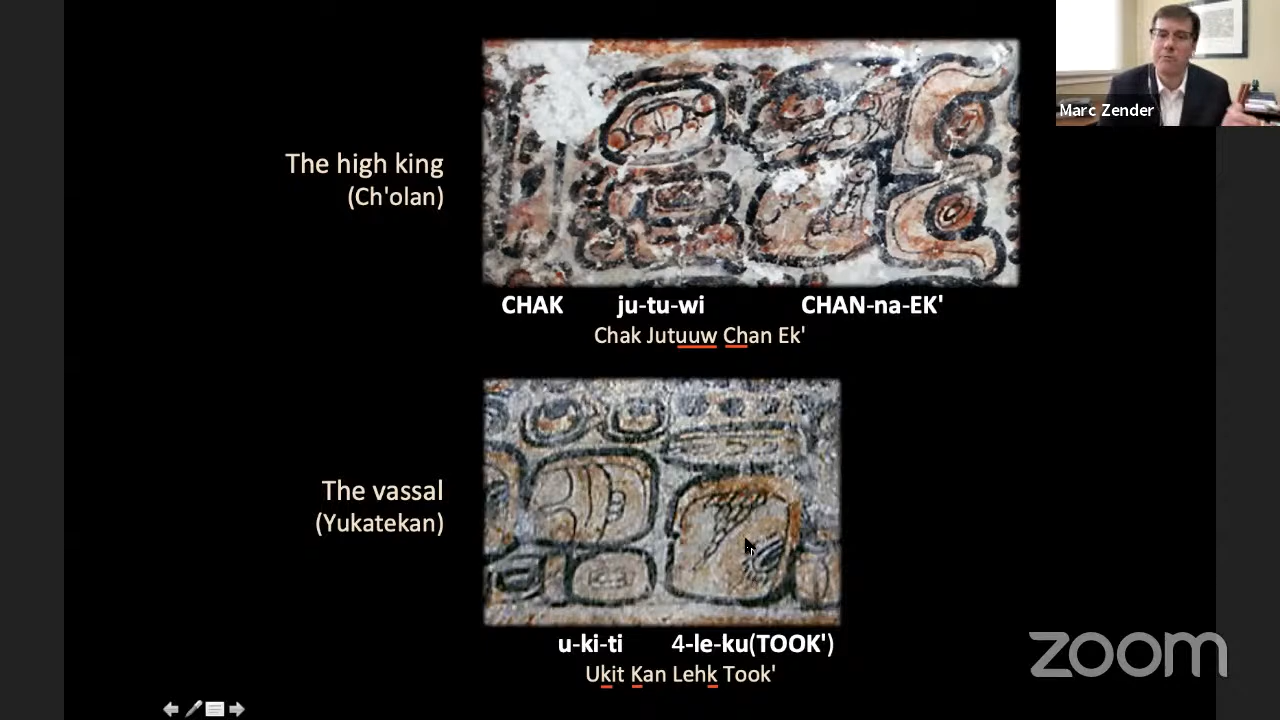 Marc Zender
The high king
(Ch'olan)
CHAK ju-tu-wi CHAN-na-EK'
Chak Jutuuw Chan Ek'
The vassal
(Yukatekan)
u-ki-ti 4-le-ku(TOOK')
Ukit Kan Lehk Took'
zoom